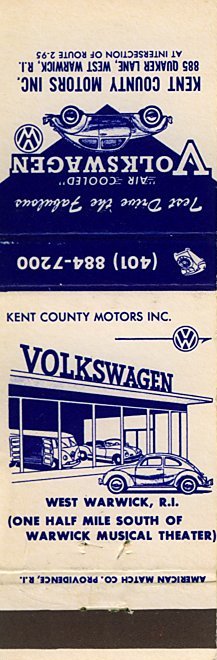 KENT COUNTY MOTORS INC.
885 QUAKER LANE, WEST WARWICK, R.I.
AT INTERSECTION OF ROUTE 2-95
Test Drive the Fabulous
"AIR-COOLED"
VOLKSWAGEN
(401) 884-7200
KENT COUNTY MOTORS INC.
VOLKSWAGEN
WEST WARWICK, R.I.
(ONE HALF MILE SOUTH OF
WARWICK MUSICAL THEATER)
AMERICAN MATCH CO. PROVIDENCE, R.I.